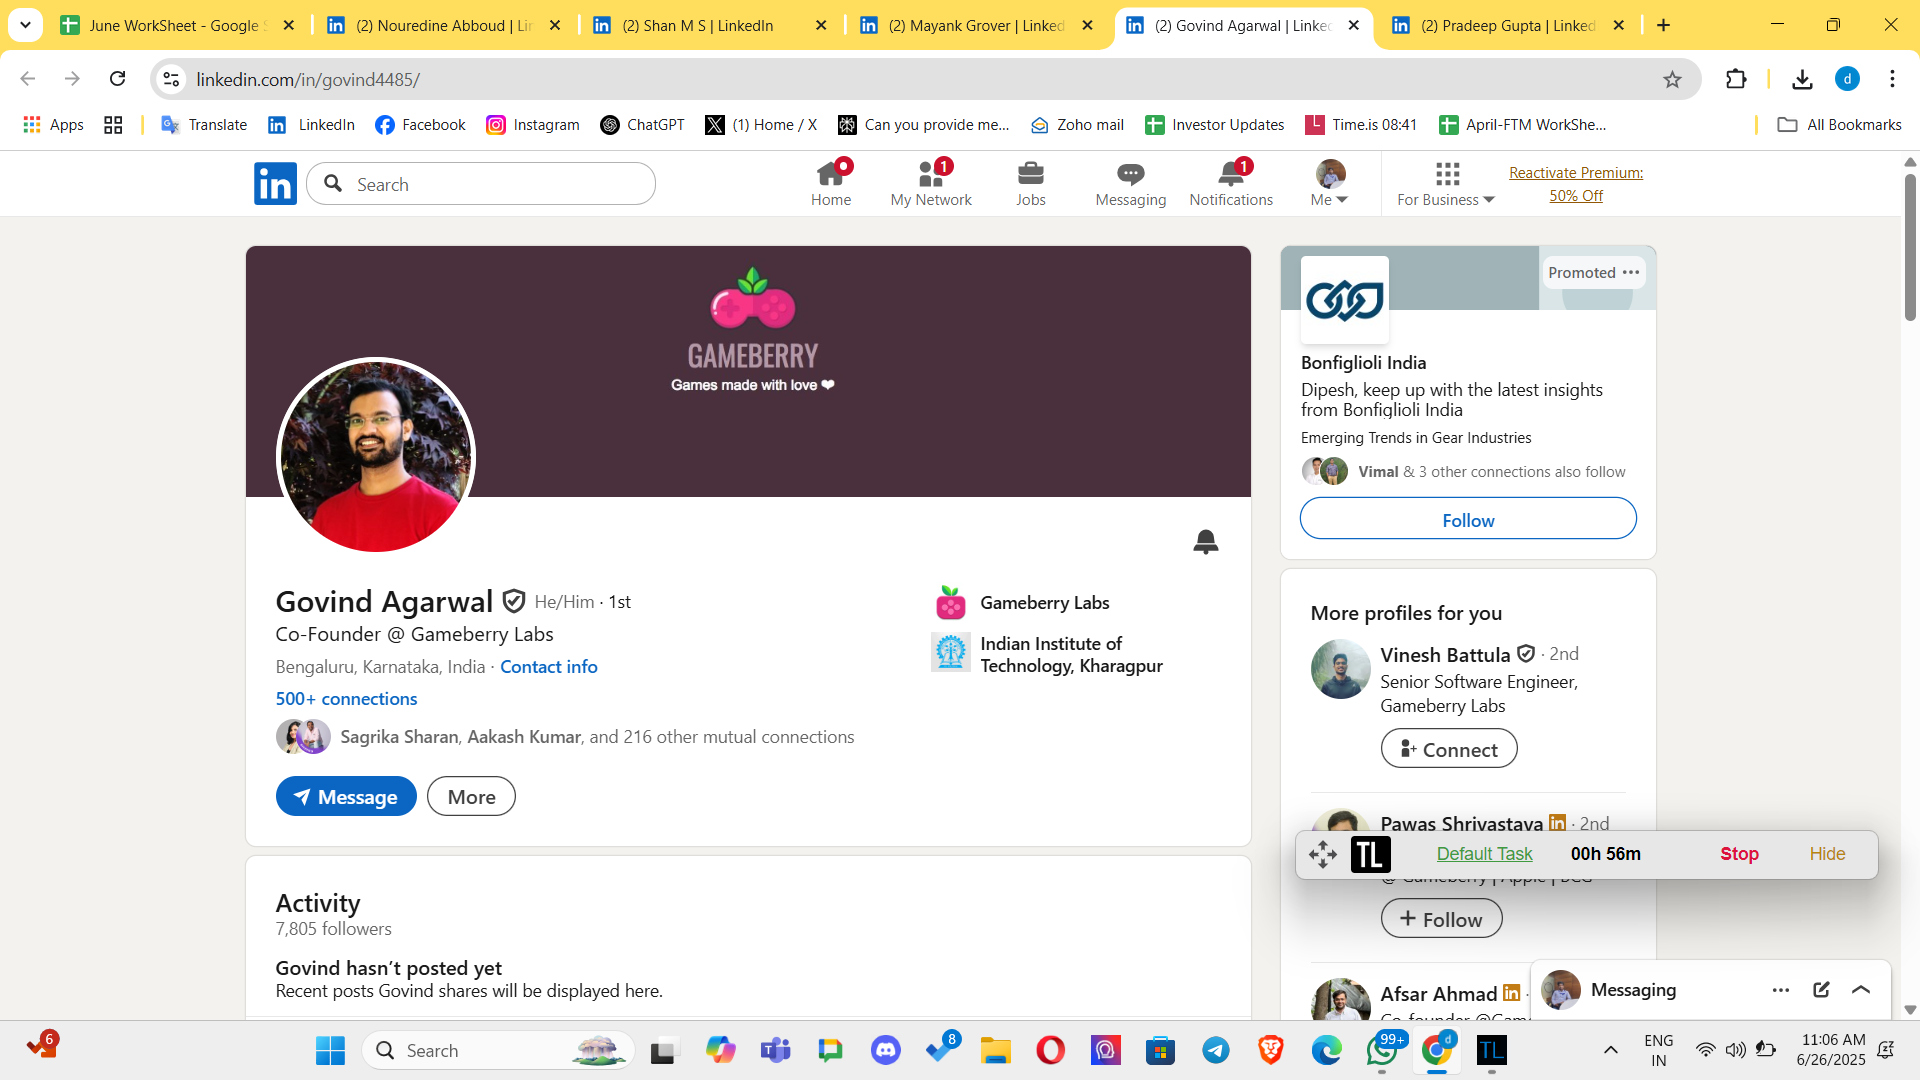 June WorkSheet - Google S
(2) Nouredine Abboud | Lin
(2) Shan M S | LinkedIn
(2) Mayank Grover | Linked
(2) Govind Agarwal | Linked
(2) Pradeep Gupta | Linked
linkedin.com/in/govind4485/
d
Apps
Translate
LinkedIn
Facebook
Instagram
ChatGPT
(1) Home / X
Can you provide me...
Zoho mail
Investor Updates
Time.is 08:41
April-FTM WorkShe...
All Bookmarks
in
Search
Home
1
My Network
Jobs
Messaging
1
Notifications
Me
For Business
Reactivate Premium:
50% Off
GAMEBERRY
Games made with love ❤
Govind Agarwal He/Him · 1st
Co-Founder @ Gameberry Labs
Bengaluru, Karnataka, India · Contact info
500+ connections
Sagrika Sharan, Aakash Kumar, and 216 other mutual connections
Message
More
Gameberry Labs
Indian Institute of
Technology, Kharagpur
Activity
7,805 followers
Govind hasn’t posted yet
Recent posts Govind shares will be displayed here.
Promoted ···
Bonfiglioli India
Dipesh, keep up with the latest insights
from Bonfiglioli India
Emerging Trends in Gear Industries
Vimal & 3 other connections also follow
Follow
More profiles for you
Vinesh Battula · 2nd
Senior Software Engineer,
Gameberry Labs
Connect
Pawas Shrivastava in · 2nd
TL
Default Task
00h 56m
Stop
Hide
@ Gameberry | Apple | BCG
+ Follow
Afsar Ahmad in ·
Co-founder @Game
Messaging
6
Search
8
99+
d
TL
ENG
IN
11:06 AM
6/26/2025